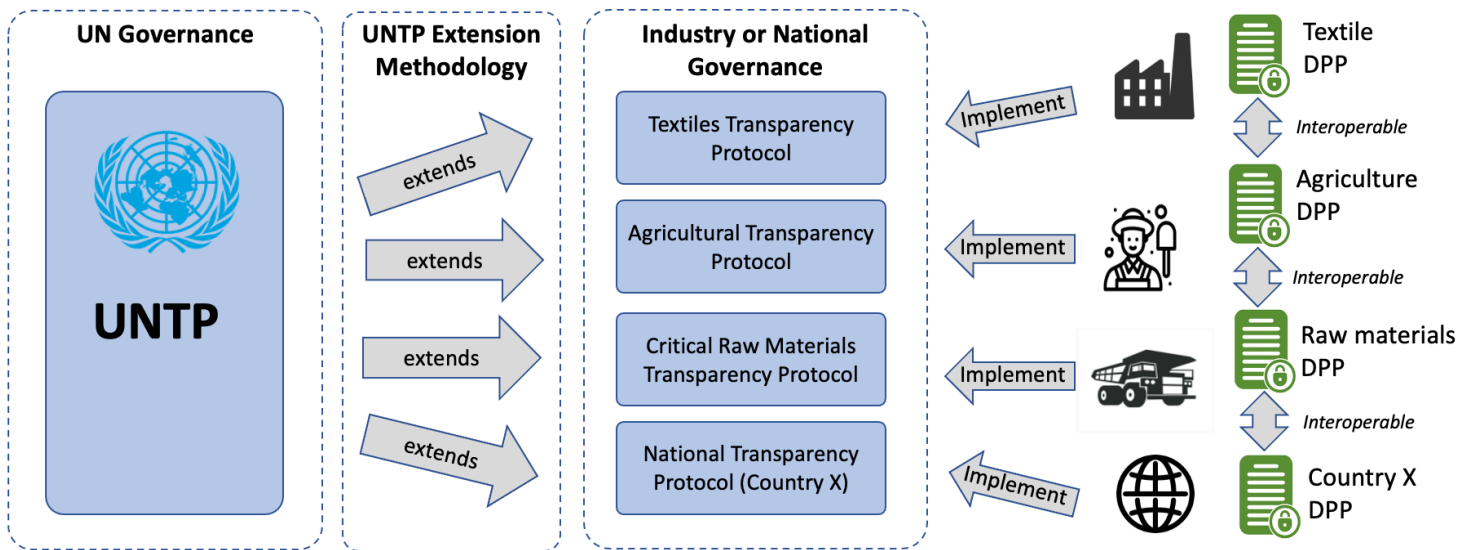 UN Governance
UNTP
UNTP Extension
Methodology
extends
extends
extends
extends
Industry or National
Governance
Textiles Transparency
Protocol
Agricultural Transparency
Protocol
Critical Raw Materials
Transparency Protocol
National Transparency
Protocol (Country X)
Implement
Implement
Implement
Implement
Textile
DPP
Interoperable
Agriculture
DPP
Interoperable
Raw materials
DPP
Interoperable
Country X
DPP